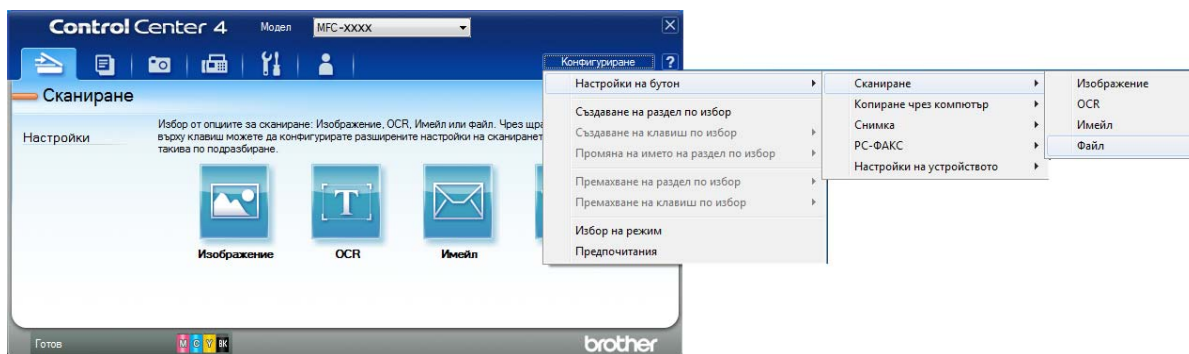 Control Center 4 Модел MFC-XXXX
Конфигуриране ?
Сканиране
Настройки
Избор от опциите за сканиране: Изображение, OCR, Имейл или файл. Чрез щра
върху клавиш можете да конфигурирате разширените настройки на сканиранет
такива по подразбиране.
Изображение OCR Имейл
Настройки на бутон
Създаване на раздел по избор
Създаване на клавиш по избор
Промяна на името на раздел по избор
Премахване на раздел по избор
Премахване на клавиш по избор
Избор на режим
Предпочитания
Сканиране
Копиране чрез компютър
Снимка
PC-ФАКС
Настройки на устройството
Изображение
OCR
Имейл
Файл
Готов M C Y BK brother